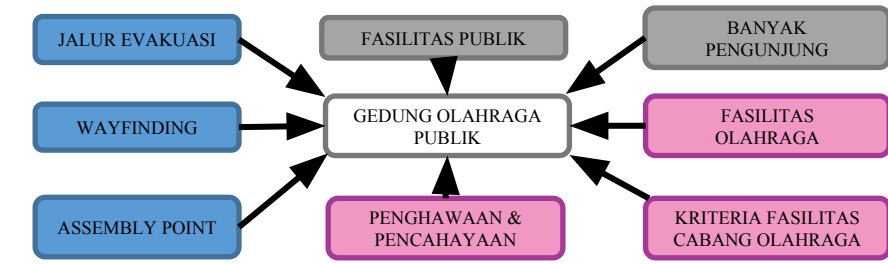 JALUR EVAKUASI
FASILITAS PUBLIK
BANYAK
PENGUNJUNG
WAYFINDING
GEDUNG OLAHRAGA
PUBLIK
FASILITAS
OLAHRAGA
ASSEMBLY POINT
PENGHAWAAN &
PENCAHAYAAN
KRITERIA FASILITAS
CABANG OLAHRAGA